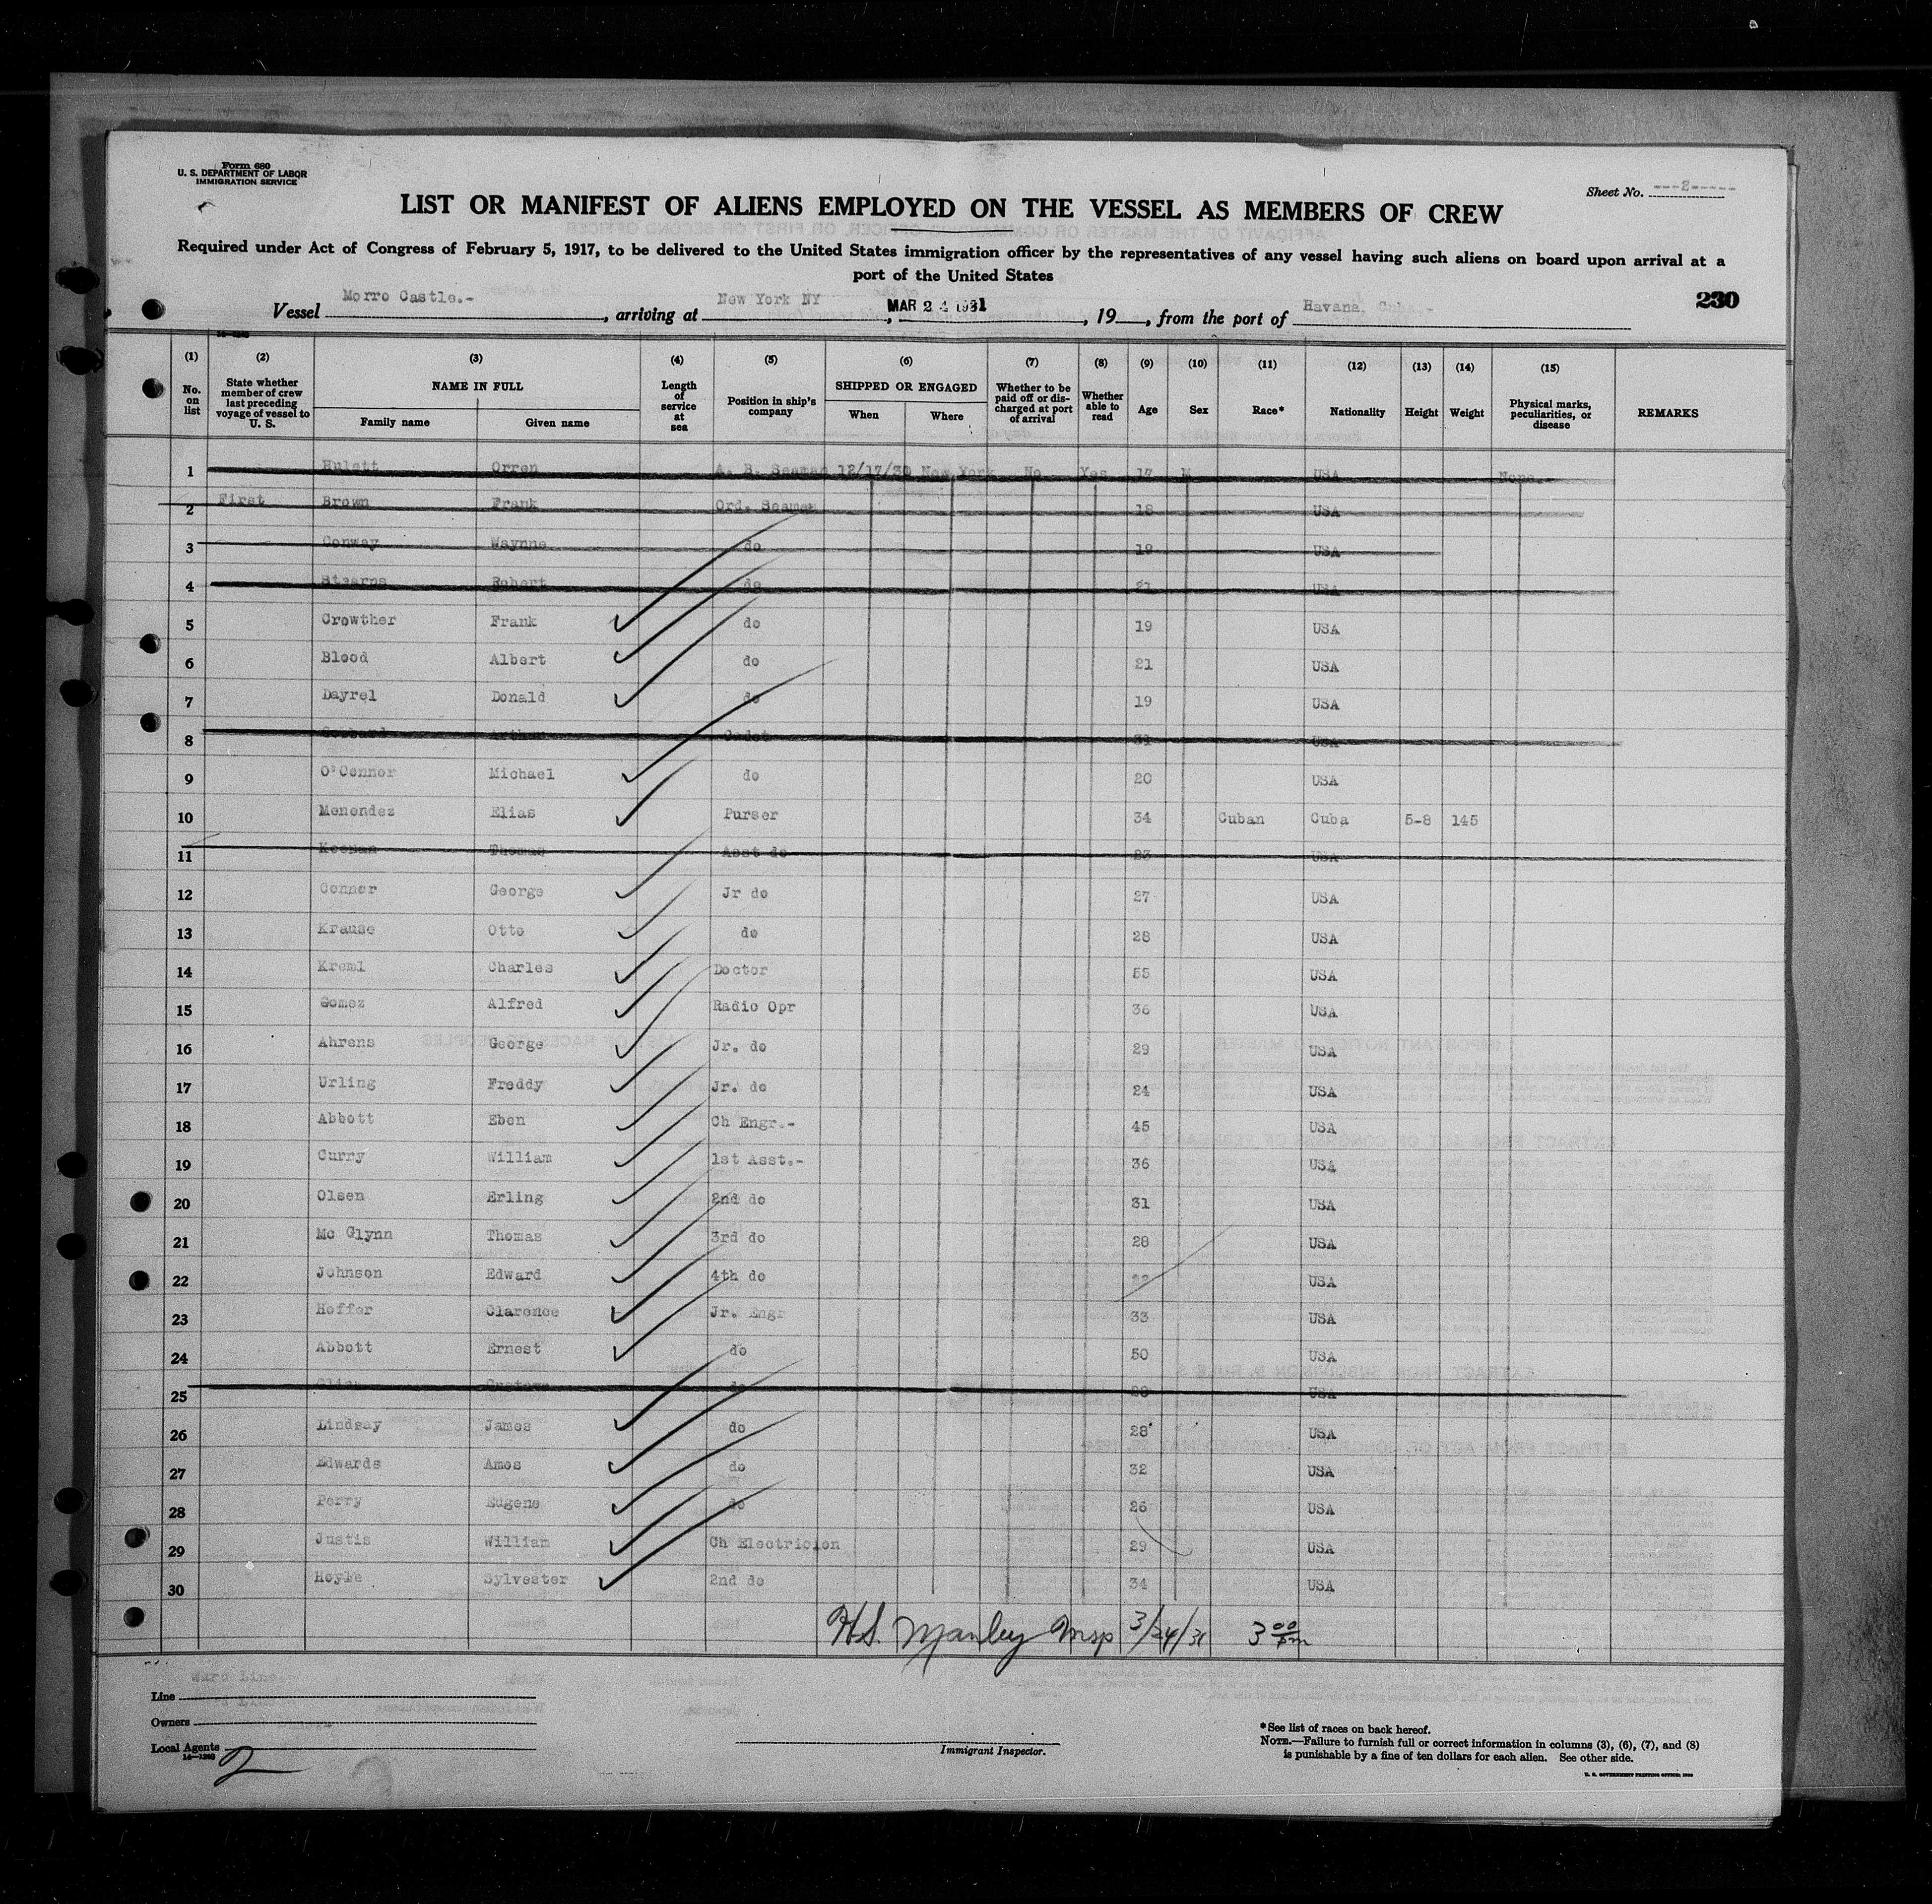 Form 680
U. S. DEPARTMENT OF LABOR
IMMIGRATION SERVICE
Sheet No. ---2-----
LIST OR MANIFEST OF ALIENS EMPLOYED ON THE VESSEL AS MEMBERS OF CREW
Required under Act of Congress of February 5, 1917, to be delivered to the United States immigration officer by the representatives of any vessel having such aliens on board upon arrival at a
port of the United States
230
Vessel Morro Castle.-, arriving at New York NY, MAR 24 1931, 19, from the port of Havana
(1) (2) (3) (4) (5) (6) (7) (8) (9) (10) (11) (12) (13) (14) (15)
No. on list
State whether member of crew last preceding voyage of vessel to U. S.
NAME IN FULL
Family name Given name
Length of service at sea
Position in ship's company
SHIPPED OR ENGAGED
When Where
Whether to be paid off or discharged at port of arrival
Whether able to read
Age
Sex
Race*
Nationality
Height
Weight
Physical marks, peculiarities, or disease
REMARKS
1 Hulett Orren A. B. Seaman 12/17/30 New York No Yes 17 M USA None
2 First Brown Frank Ord. Seaman 18 USA
3 Conway Waynne do 19 USA
4 Stearns Robert do 21 USA
5 Crowther Frank do 19 USA
6 Blood Albert do 21 USA
7 Dayrel Donald do 19 USA
8 Arthur Cadet USA
9 O'Connor Michael do 20 USA
10 Menendez Elias Purser 34 Cuban Cuba 5-8 145
11 Keenan Thomas Asst do 23 USA
12 Connor George Jr do 27 USA
13 Krause Otto do 28 USA
14 Kreml Charles Doctor 55 USA
15 Gomez Alfred Radio Opr 36 USA
16 Ahrens George Jr. do 29 USA
17 Urling Freddy Jr. do 24 USA
18 Abbott Eben Ch Engr.- 45 USA
19 Curry William 1st Asst.- 36 USA
20 Olsen Erling 2nd do 31 USA
21 Mc Glynn Thomas 3rd do 28 USA
22 Johnson Edward 4th do USA
23 Heffer Clarence Jr. Engr 33 USA
24 Abbott Ernest do 50 USA
25 do USA
26 Lindsay James do 28 USA
27 Edwards Amos do 32 USA
28 Perry Eugene do 26 USA
29 Justis William Ch Electricion 29 USA
30 Hoyle Sylvester 2nd do 34 USA
H.S. Manley Insp 3/24/31 3 00 pm
Line Ward Line
Owners
Local Agents
2
Immigrant Inspector.
*See list of races on back hereof.
NOTE.—Failure to furnish full or correct information in columns (3), (6), (7), and (8)
is punishable by a fine of ten dollars for each alien. See other side.
U. S. GOVERNMENT PRINTING OFFICE